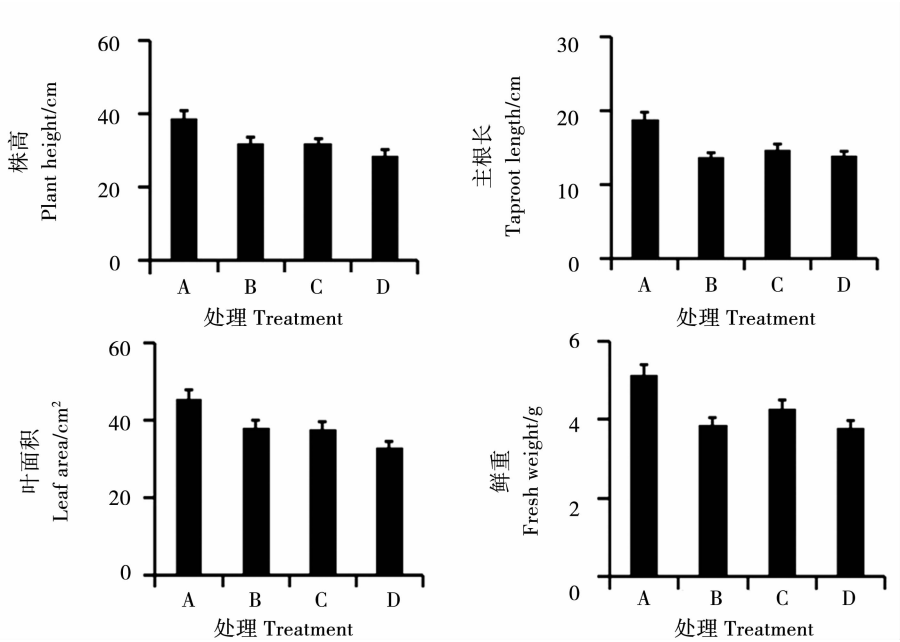 株高
Plant height/cm
60
40
20
0
A B C D
处理 Treatment
主根长
Taproot length/cm
30
20
10
0
A B C D
处理 Treatment
叶面积
Leaf area/cm²
60
40
20
0
A B C D
处理 Treatment
鲜重
Fresh weight/g
6
4
2
0
A B C D
处理 Treatment